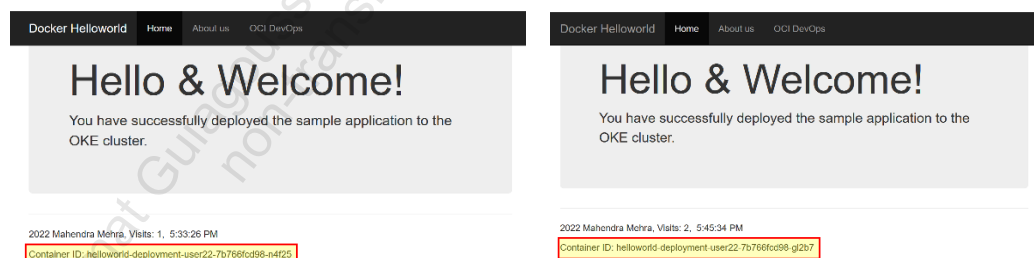 Docker Helloworld Home About us OCI DevOps
Hello & Welcome!
You have successfully deployed the sample application to the
OKE cluster.
2022 Mahendra Mehra, Visits: 1, 5:33:26 PM
Container ID: helloworld-deployment-user22-7b766fcd98-n4f25
Docker Helloworld Home About us OCI DevOps
Hello & Welcome!
You have successfully deployed the sample application to the
OKE cluster.
2022 Mahendra Mehra, Visits: 2, 5:45:34 PM
Container ID: helloworld-deployment-user22-7b766fcd98-gl2b7